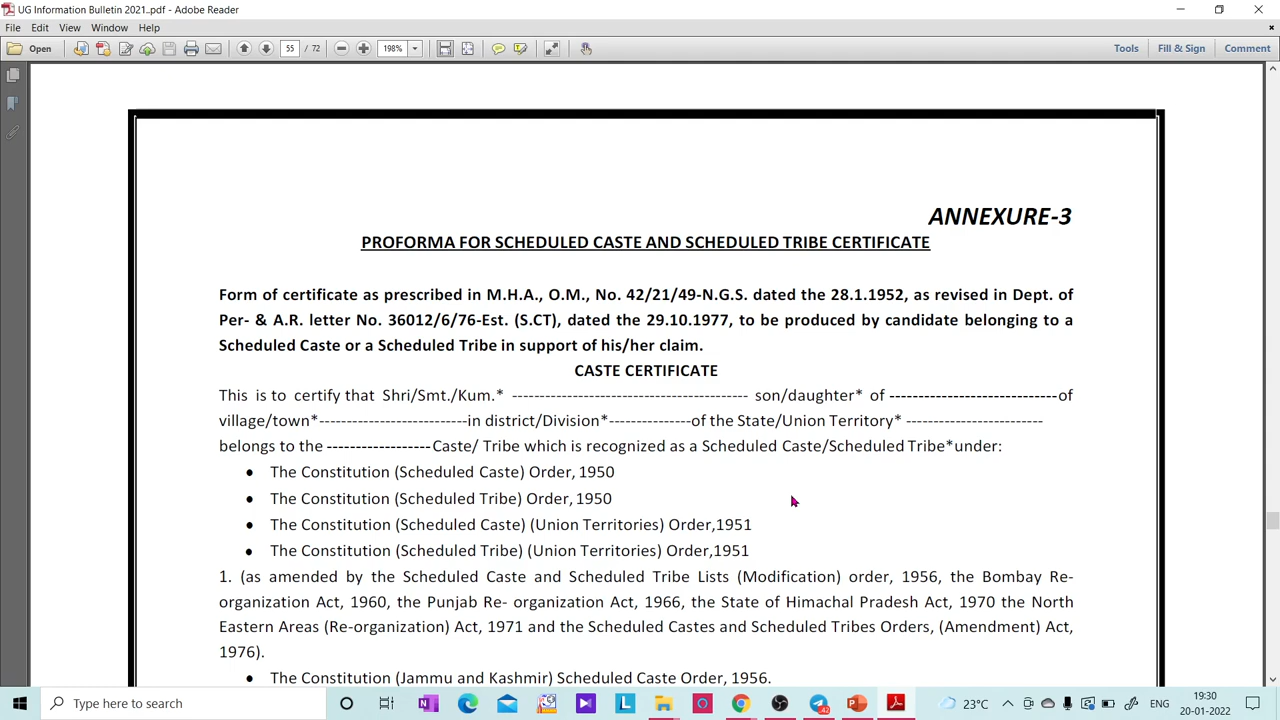 UG Information Bulletin 2021..pdf - Adobe Reader
File Edit View Window Help
Open 55 / 72 198% Tools Fill & Sign Comment
ANNEXURE-3
PROFORMA FOR SCHEDULED CASTE AND SCHEDULED TRIBE CERTIFICATE
Form of certificate as prescribed in M.H.A., O.M., No. 42/21/49-N.G.S. dated the 28.1.1952, as revised in Dept. of
Per- & A.R. letter No. 36012/6/76-Est. (S.CT), dated the 29.10.1977, to be produced by candidate belonging to a
Scheduled Caste or a Scheduled Tribe in support of his/her claim.
CASTE CERTIFICATE
This is to certify that Shri/Smt./Kum.* ------------------------------------------ son/daughter* of ------------------------------of
village/town*---------------------------in district/Division*---------------of the State/Union Territory* -------------------------
belongs to the -------------------Caste/ Tribe which is recognized as a Scheduled Caste/Scheduled Tribe*under:
• The Constitution (Scheduled Caste) Order, 1950
• The Constitution (Scheduled Tribe) Order, 1950
• The Constitution (Scheduled Caste) (Union Territories) Order,1951
• The Constitution (Scheduled Tribe) (Union Territories) Order,1951
1. (as amended by the Scheduled Caste and Scheduled Tribe Lists (Modification) order, 1956, the Bombay Re-
organization Act, 1960, the Punjab Re- organization Act, 1966, the State of Himachal Pradesh Act, 1970 the North
Eastern Areas (Re-organization) Act, 1971 and the Scheduled Castes and Scheduled Tribes Orders, (Amendment) Act,
1976).
• The Constitution (Jammu and Kashmir) Scheduled Caste Order, 1956.
Type here to search
23°C ENG 19:30
20-01-2022